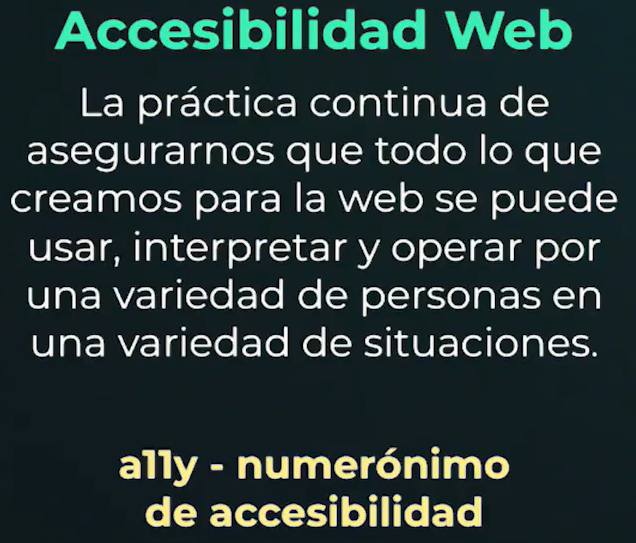 Accesibilidad Web
La práctica continua de
asegurarnos que todo lo que
creamos para la web se puede
usar, interpretar y operar por
una variedad de personas en
una variedad de situaciones.
a11y - numerónimo
de accesibilidad